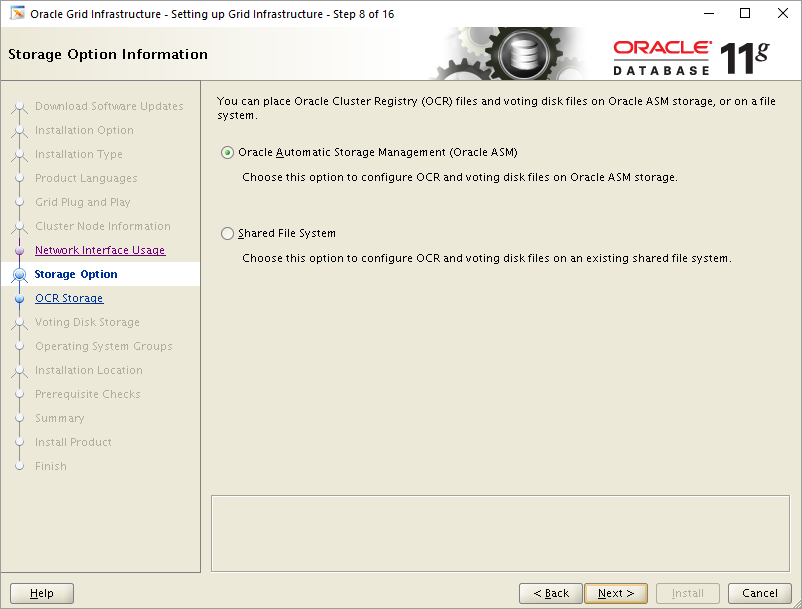 Oracle Grid Infrastructure - Setting up Grid Infrastructure - Step 8 of 16
Storage Option Information
ORACLE
DATABASE
11g
Download Software Updates
Installation Option
Installation Type
Product Languages
Grid Plug and Play
Cluster Node Information
Network Interface Usage
Storage Option
OCR Storage
Voting Disk Storage
Operating System Groups
Installation Location
Prerequisite Checks
Summary
Install Product
Finish
You can place Oracle Cluster Registry (OCR) files and voting disk files on Oracle ASM storage, or on a file
system.
Oracle Automatic Storage Management (Oracle ASM)
Choose this option to configure OCR and voting disk files on Oracle ASM storage.
Shared File System
Choose this option to configure OCR and voting disk files on an existing shared file system.
Help
< Back
Next >
Install
Cancel